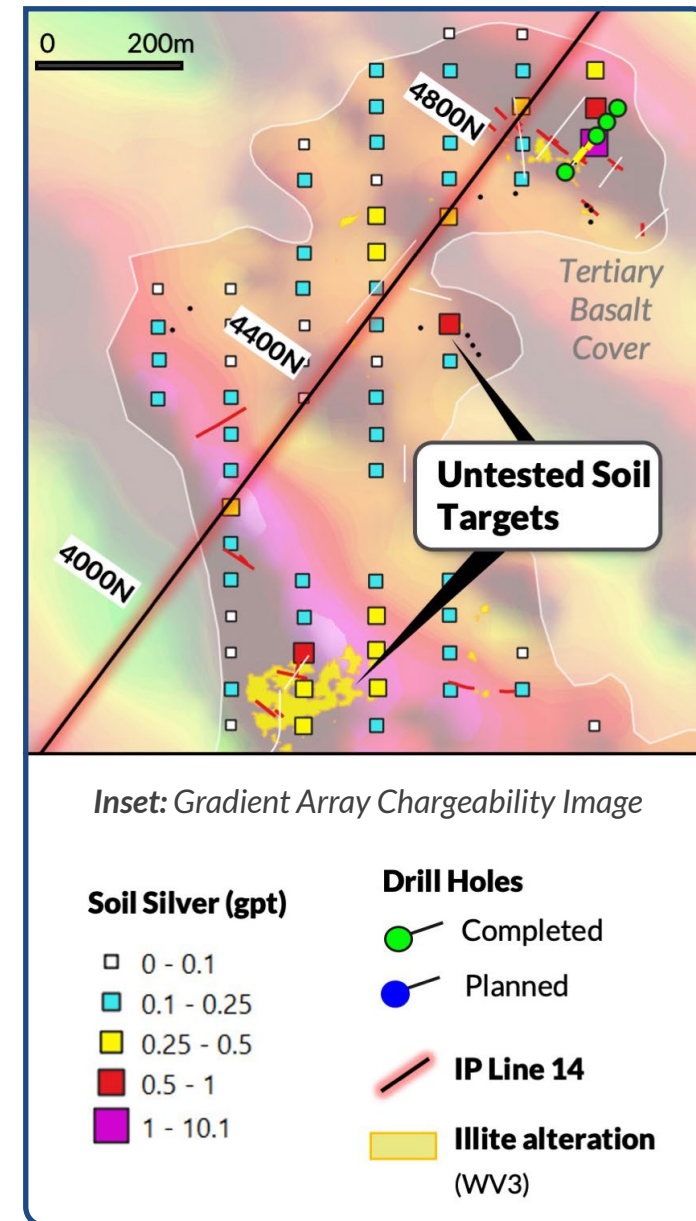 0 200m
4800N
Tertiary
Basalt
Cover
4400N
Untested Soil
Targets
4000N
Inset: Gradient Array Chargeability Image
Soil Silver (gpt)
0 - 0.1
0.1 - 0.25
0.25 - 0.5
0.5 - 1
1 - 10.1
Drill Holes
Completed
Planned
IP Line 14
Illite alteration
(WV3)